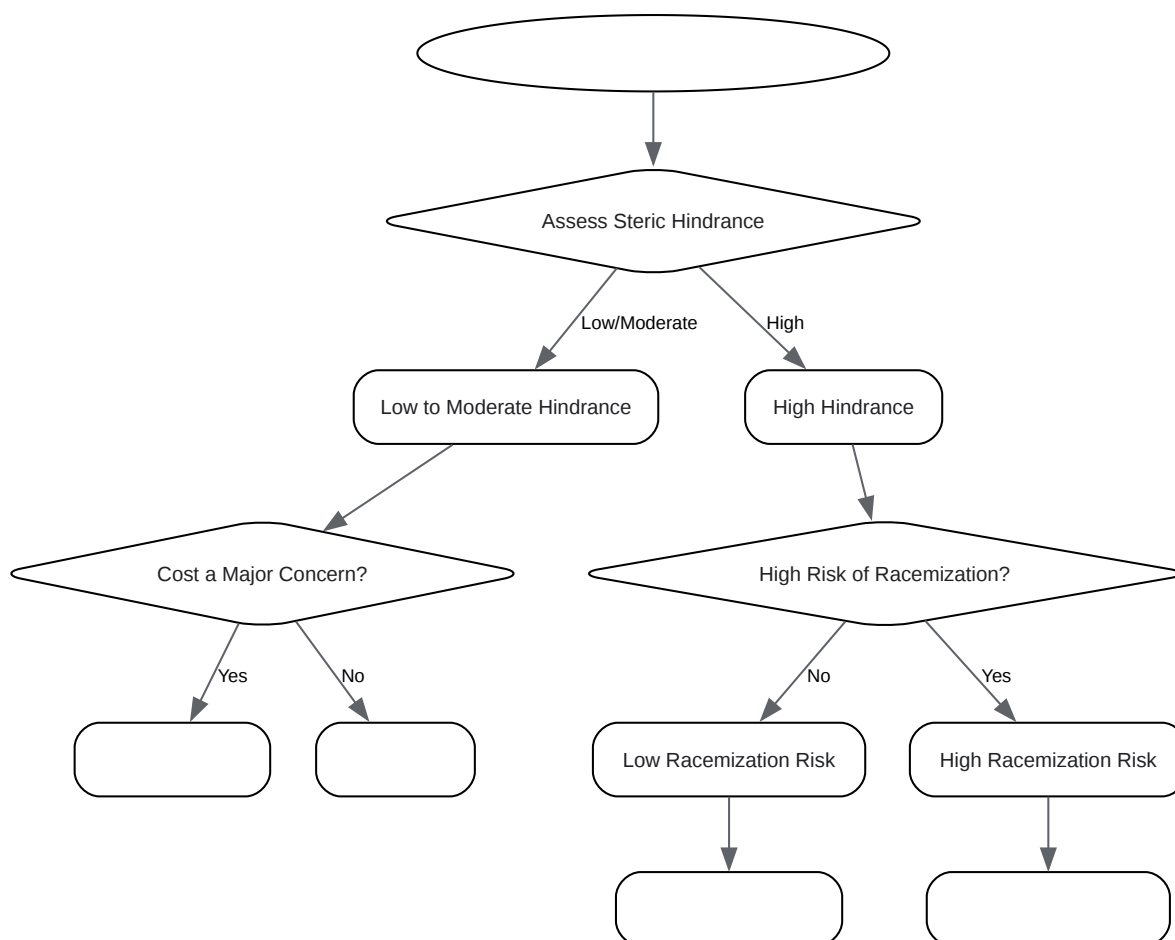 Assess Steric Hindrance
Low/Moderate
High
Low to Moderate Hindrance
High Hindrance
Cost a Major Concern?
High Risk of Racemization?
Yes
No
No
Yes
Low Racemization Risk
High Racemization Risk